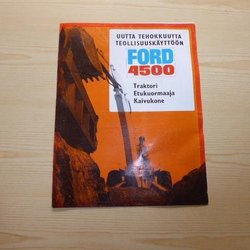 UUTTA TEHOKKUUTTA
TEOLLISUUSKÄYTTÖÖN
FORD
4500
Traktori
Etukuormaaja
Kaivukone